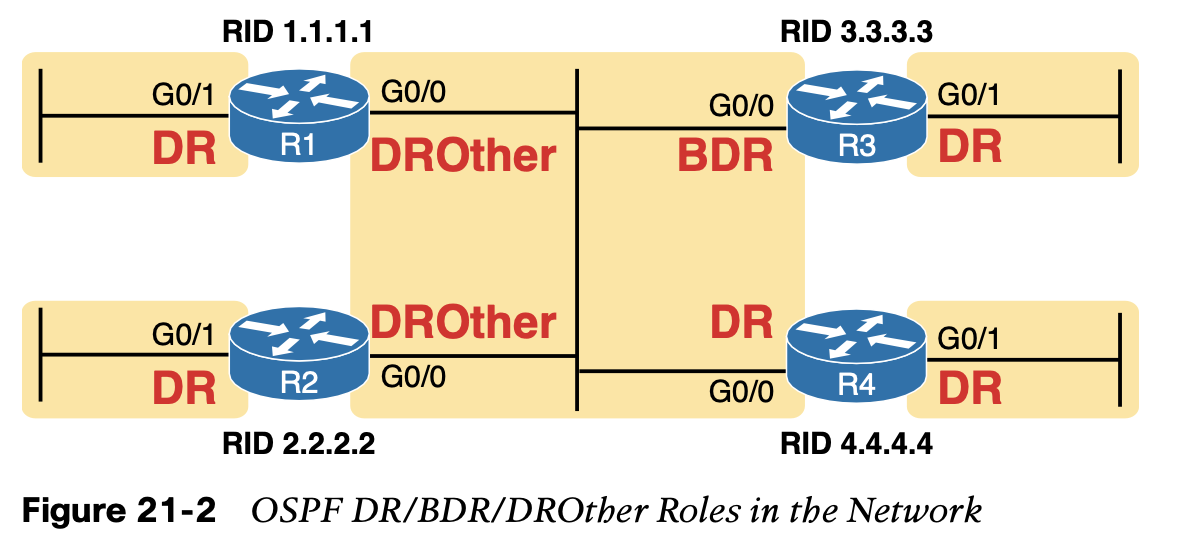 RID 1.1.1.1
RID 3.3.3.3
G0/1
G0/0
G0/0
G0/1
R1
R3
DR
DROther
BDR
DR
DROther
DR
G0/1
G0/1
R2
G0/0
G0/0
R4
DR
DR
RID 2.2.2.2
RID 4.4.4.4
Figure 21-2 OSPF DR/BDR/DROther Roles in the Network